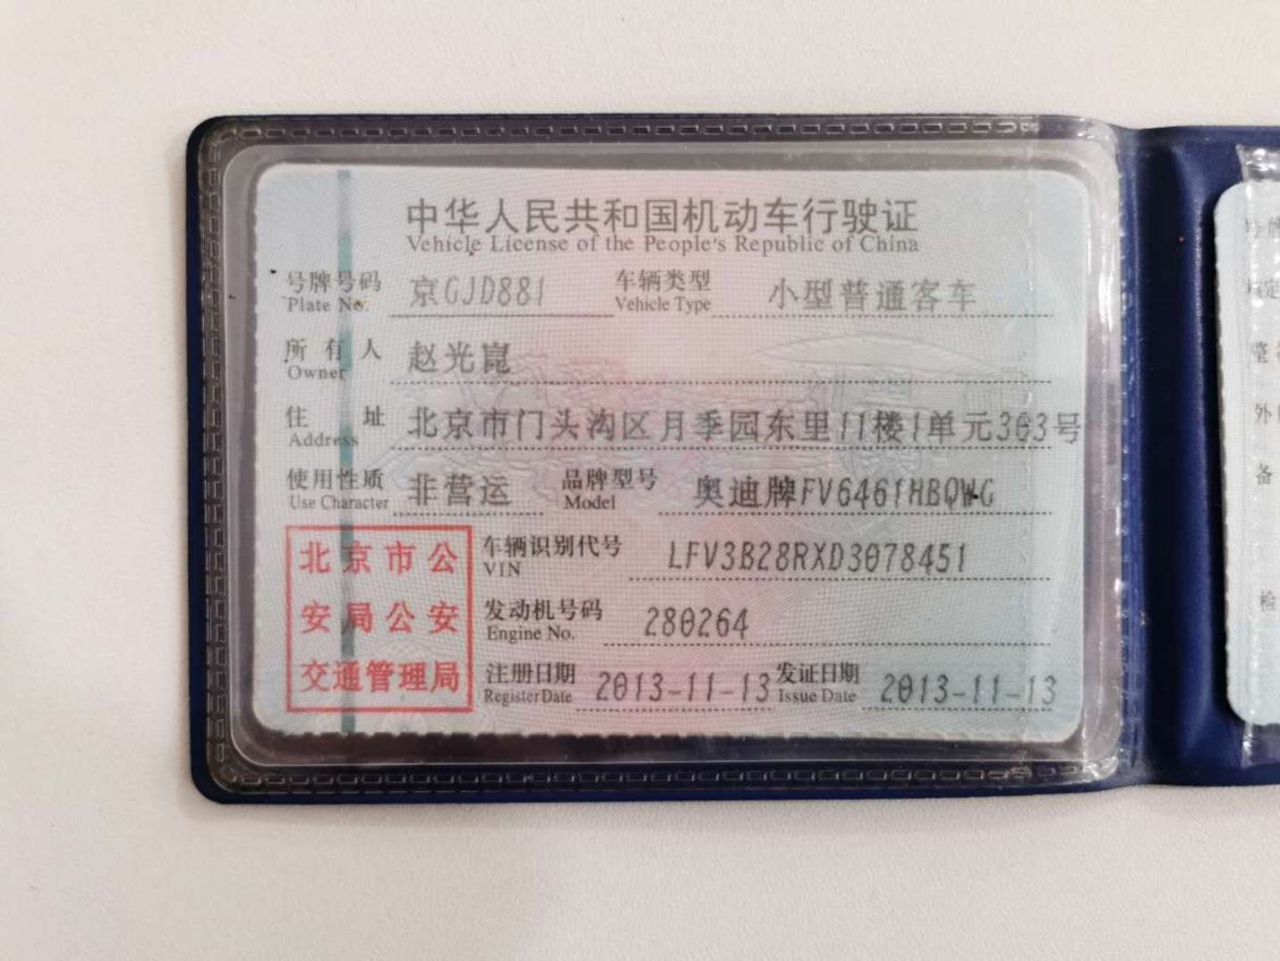 中华人民共和国机动车行驶证
Vehicle License of the People's Republic of China
号牌号码 京GJD881 车辆类型 小型普通客车
Plate No. Vehicle Type
所有人 赵光崑
Owner
住址 北京市门头沟区月季园东里11楼1单元303号
Address
使用性质 非营运 品牌型号 奥迪牌FV6461HBQWG
Use Character Model
北京市公
安局公安
交通管理局
车辆识别代号 LFV3B28RXD3078451
VIN
发动机号码 280264
Engine No.
注册日期 2013-11-13 发证日期 2013-11-13
Register Date Issue Date
号牌
外
备
检